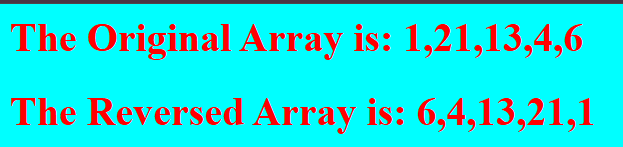 The Original Array is: 1,21,13,4,6
The Reversed Array is: 6,4,13,21,1